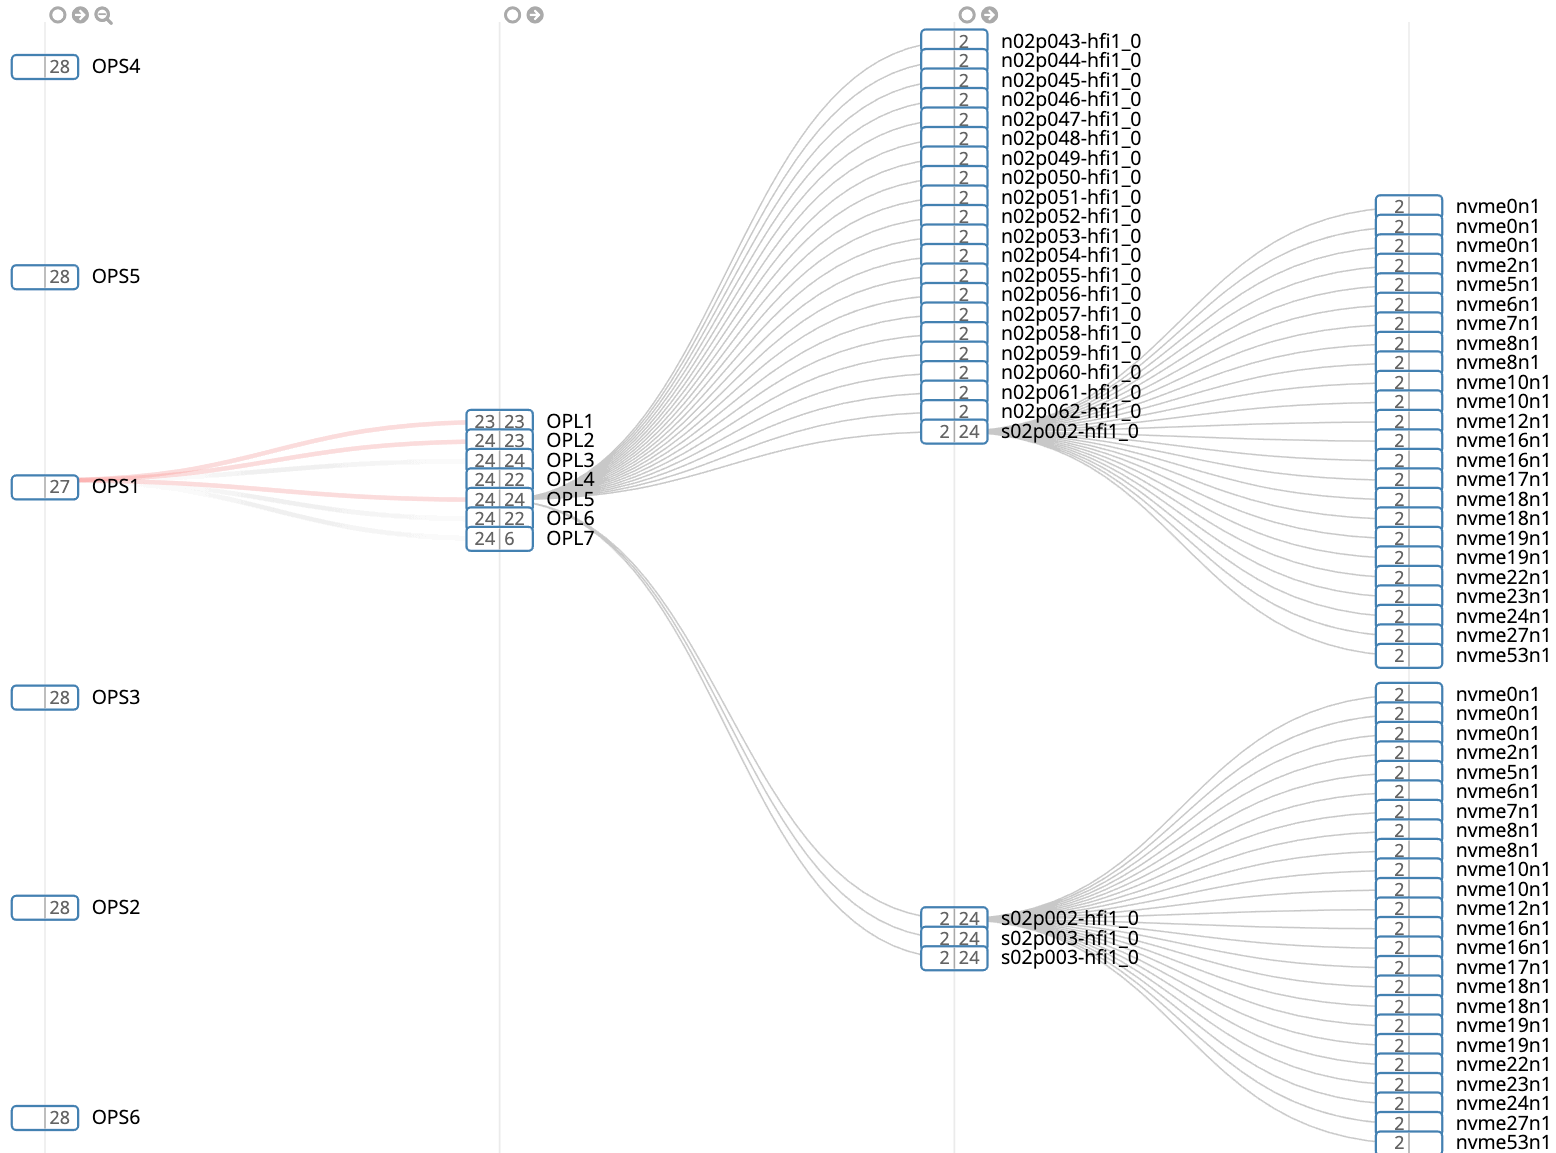 28 OPS4
28 OPS5
27 OPS1
28 OPS3
28 OPS2
28 OPS6
23 23 OPL1
24 23 OPL2
24 24 OPL3
24 22 OPL4
24 24 OPL5
24 22 OPL6
24 6 OPL7
2 n02p043-hfi1_0
2 n02p044-hfi1_0
2 n02p045-hfi1_0
2 n02p046-hfi1_0
2 n02p047-hfi1_0
2 n02p048-hfi1_0
2 n02p049-hfi1_0
2 n02p050-hfi1_0
2 n02p051-hfi1_0
2 n02p052-hfi1_0
2 n02p053-hfi1_0
2 n02p054-hfi1_0
2 n02p055-hfi1_0
2 n02p056-hfi1_0
2 n02p057-hfi1_0
2 n02p058-hfi1_0
2 n02p059-hfi1_0
2 n02p060-hfi1_0
2 n02p061-hfi1_0
2 n02p062-hfi1_0
2 24 s02p002-hfi1_0
2 24 s02p002-hfi1_0
2 24 s02p003-hfi1_0
2 24 s02p003-hfi1_0
2 nvme0n1
2 nvme0n1
2 nvme0n1
2 nvme2n1
2 nvme5n1
2 nvme6n1
2 nvme7n1
2 nvme8n1
2 nvme8n1
2 nvme10n1
2 nvme10n1
2 nvme12n1
2 nvme16n1
2 nvme16n1
2 nvme17n1
2 nvme18n1
2 nvme18n1
2 nvme19n1
2 nvme19n1
2 nvme22n1
2 nvme23n1
2 nvme24n1
2 nvme27n1
2 nvme53n1
2 nvme0n1
2 nvme0n1
2 nvme0n1
2 nvme2n1
2 nvme5n1
2 nvme6n1
2 nvme7n1
2 nvme8n1
2 nvme8n1
2 nvme10n1
2 nvme10n1
2 nvme12n1
2 nvme16n1
2 nvme16n1
2 nvme17n1
2 nvme18n1
2 nvme18n1
2 nvme19n1
2 nvme19n1
2 nvme22n1
2 nvme23n1
2 nvme24n1
2 nvme27n1
2 nvme53n1